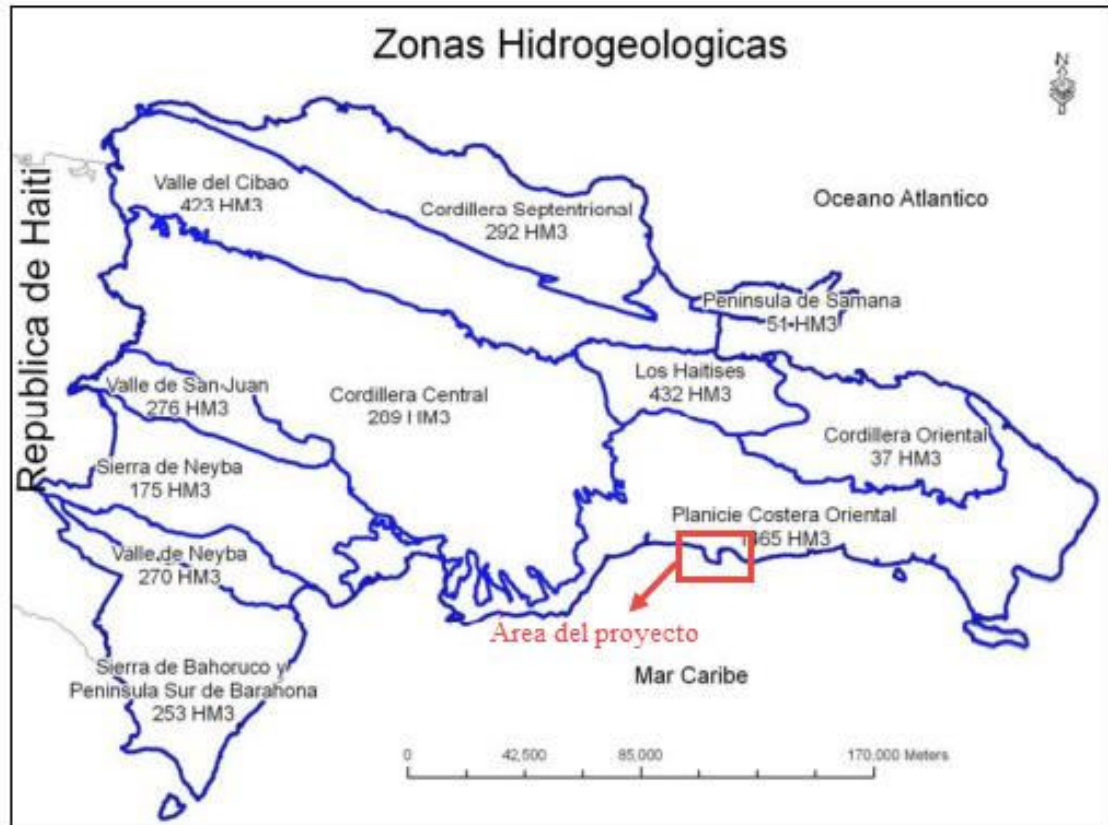 Zonas Hidrogeologicas
N
Republica de Haiti
Valle del Cibao
423 HM3
Cordillera Septentrional
292 HM3
Oceano Atlantico
Peninsula de Samana
51 HM3
Valle de San Juan
276 HM3
Cordillera Central
209
Los Haitises
432 HM3
Cordillera Oriental
37 HM3
Sierra de Neyba
175 HM3
Planicie Costera Oriental
HM3
Valle de Neyba
270 HM3
Area del proyecto
Mar Caribe
Sierra de Bahoruco y
Peninsula Sur de Barahona
253 HM3
0 42,500 85,000 170,000 Meters